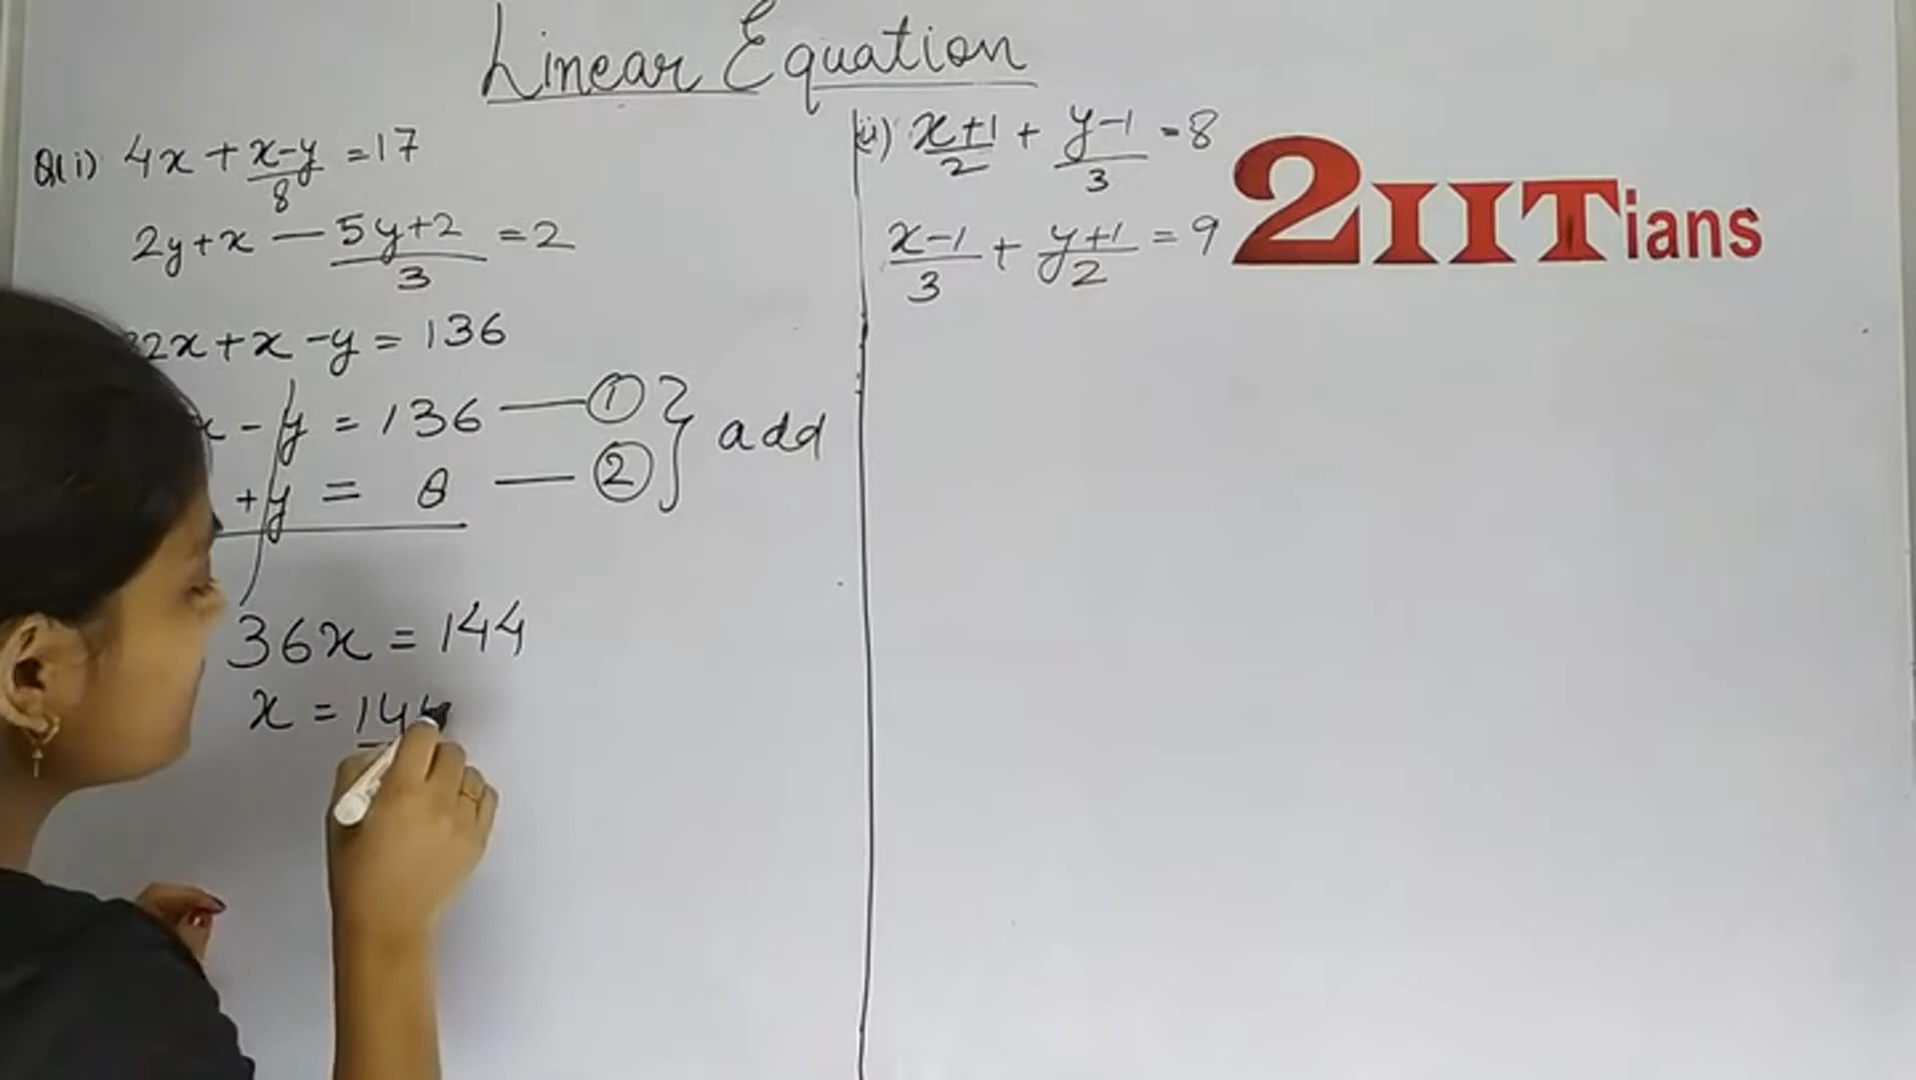 Linear Equation
Q(i) 4x + x-y/8 = 17
2y+x — 5y+2/3 = 2
2x+x-y = 136
x - y = 136 — ①
+y = 8 — ② } add
36x = 144
x = 144
(ii) x+1/2 + y-1/3 = 8
x-1/3 + y+1/2 = 9
2IITians